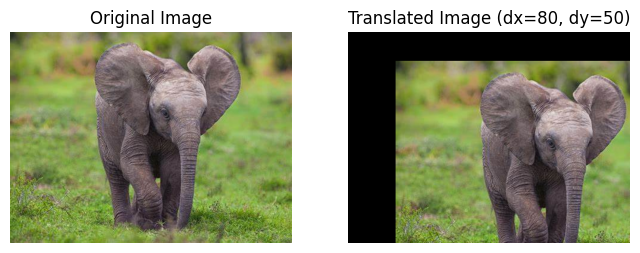 Original Image
Translated Image (dx=80, dy=50)